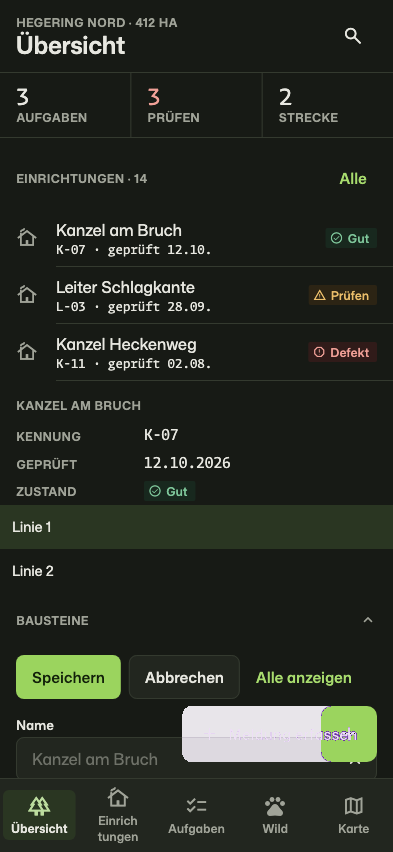 HEGERING NORD · 412 HA
Übersicht
3
AUFGABEN
3
PRÜFEN
2
STRECKE
EINRICHTUNGEN · 14
Alle
Kanzel am Bruch
K-07 · geprüft 12.10.
Gut
Leiter Schlagkante
L-03 · geprüft 28.09.
Prüfen
Kanzel Heckenweg
K-11 · geprüft 02.08.
Defekt
KANZEL AM BRUCH
KENNUNG K-07
GEPRÜFT 12.10.2026
ZUSTAND Gut
Linie 1
Linie 2
BAUSTEINE
Speichern
Abbrechen
Alle anzeigen
Name
Kanzel am Bruch
Übersicht
Einrich
tungen
Aufgaben
Wild
Karte